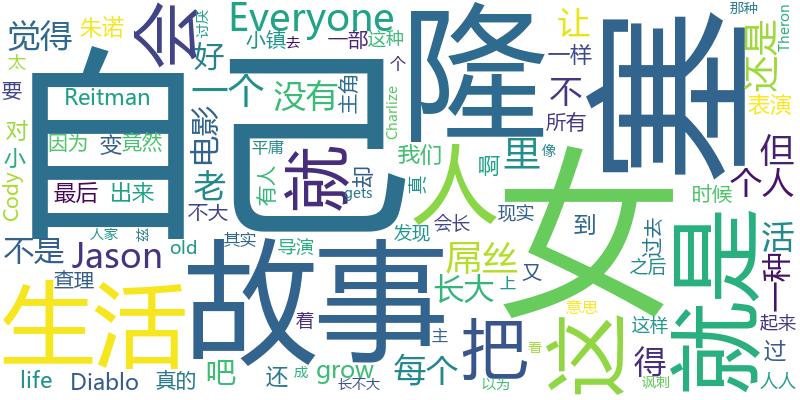 自己
隆
塞
女
故事
生活
就是
人
这
把
会
就
Everyone
一个
没有
电影
觉得
朱诺
小镇
去
一部
这种
个
过头
好
太
要
Reitman
主角
Charlize
让
一样
不
所有
还是
那种
Theron
表演
对
小
因为
变
竟然
平庸
我们
里
但
个人
Cody
最后
出来
老
有人
却
gets
真
啊
像
时候
不大
会长
现实
到
不是
Jason
人家
兹
old
其实
导演
发现
屌丝
又
之后
过去
一种
活
查理
着
长大
上
意思
这样
起来
life
Diablo
真的
吧
还
成
grow
长不大
每个
主
以为
得
看
讽刺
过
人人